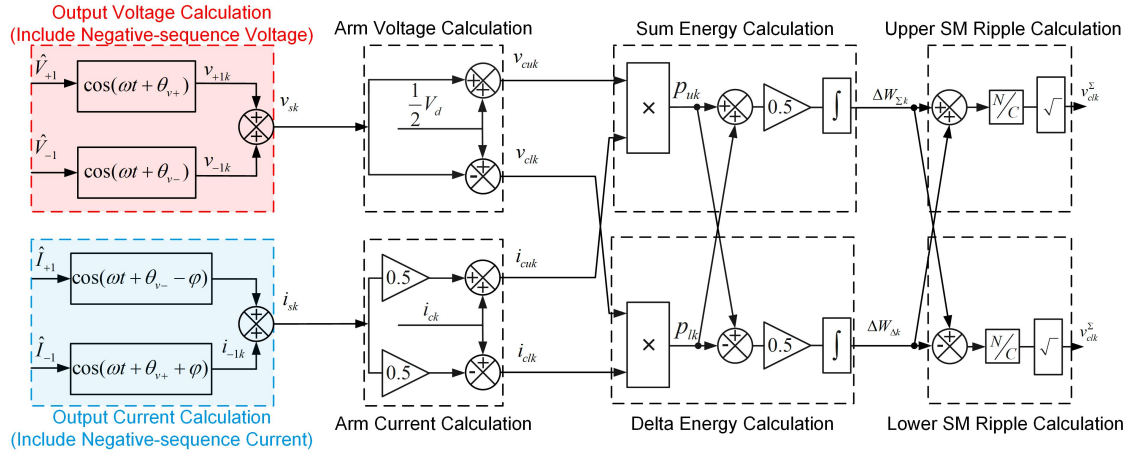 Output Voltage Calculation
(Include Negative-sequence Voltage)
V̂+1
cos(ωt + θv+)
v+1k
V̂−1
cos(ωt + θv−)
v−1k
vsk
Arm Voltage Calculation
1/2 Vd
+
+
-
+
vcuk
vclk
Sum Energy Calculation
×
puk
+
+
0.5
∫
ΔWΣk
Upper SM Ripple Calculation
+
+
N/C
√
vclkΣ
Output Current Calculation
(Include Negative-sequence Current)
Î+1
cos(ωt + θv− − φ)
Î−1
cos(ωt + θv+ + φ)
i−1k
isk
0.5
0.5
ick
+
+
-
+
icuk
iclk
Arm Current Calculation
×
plk
-
+
0.5
∫
ΔWΔk
Delta Energy Calculation
-
+
N/C
√
vclkΣ
Lower SM Ripple Calculation